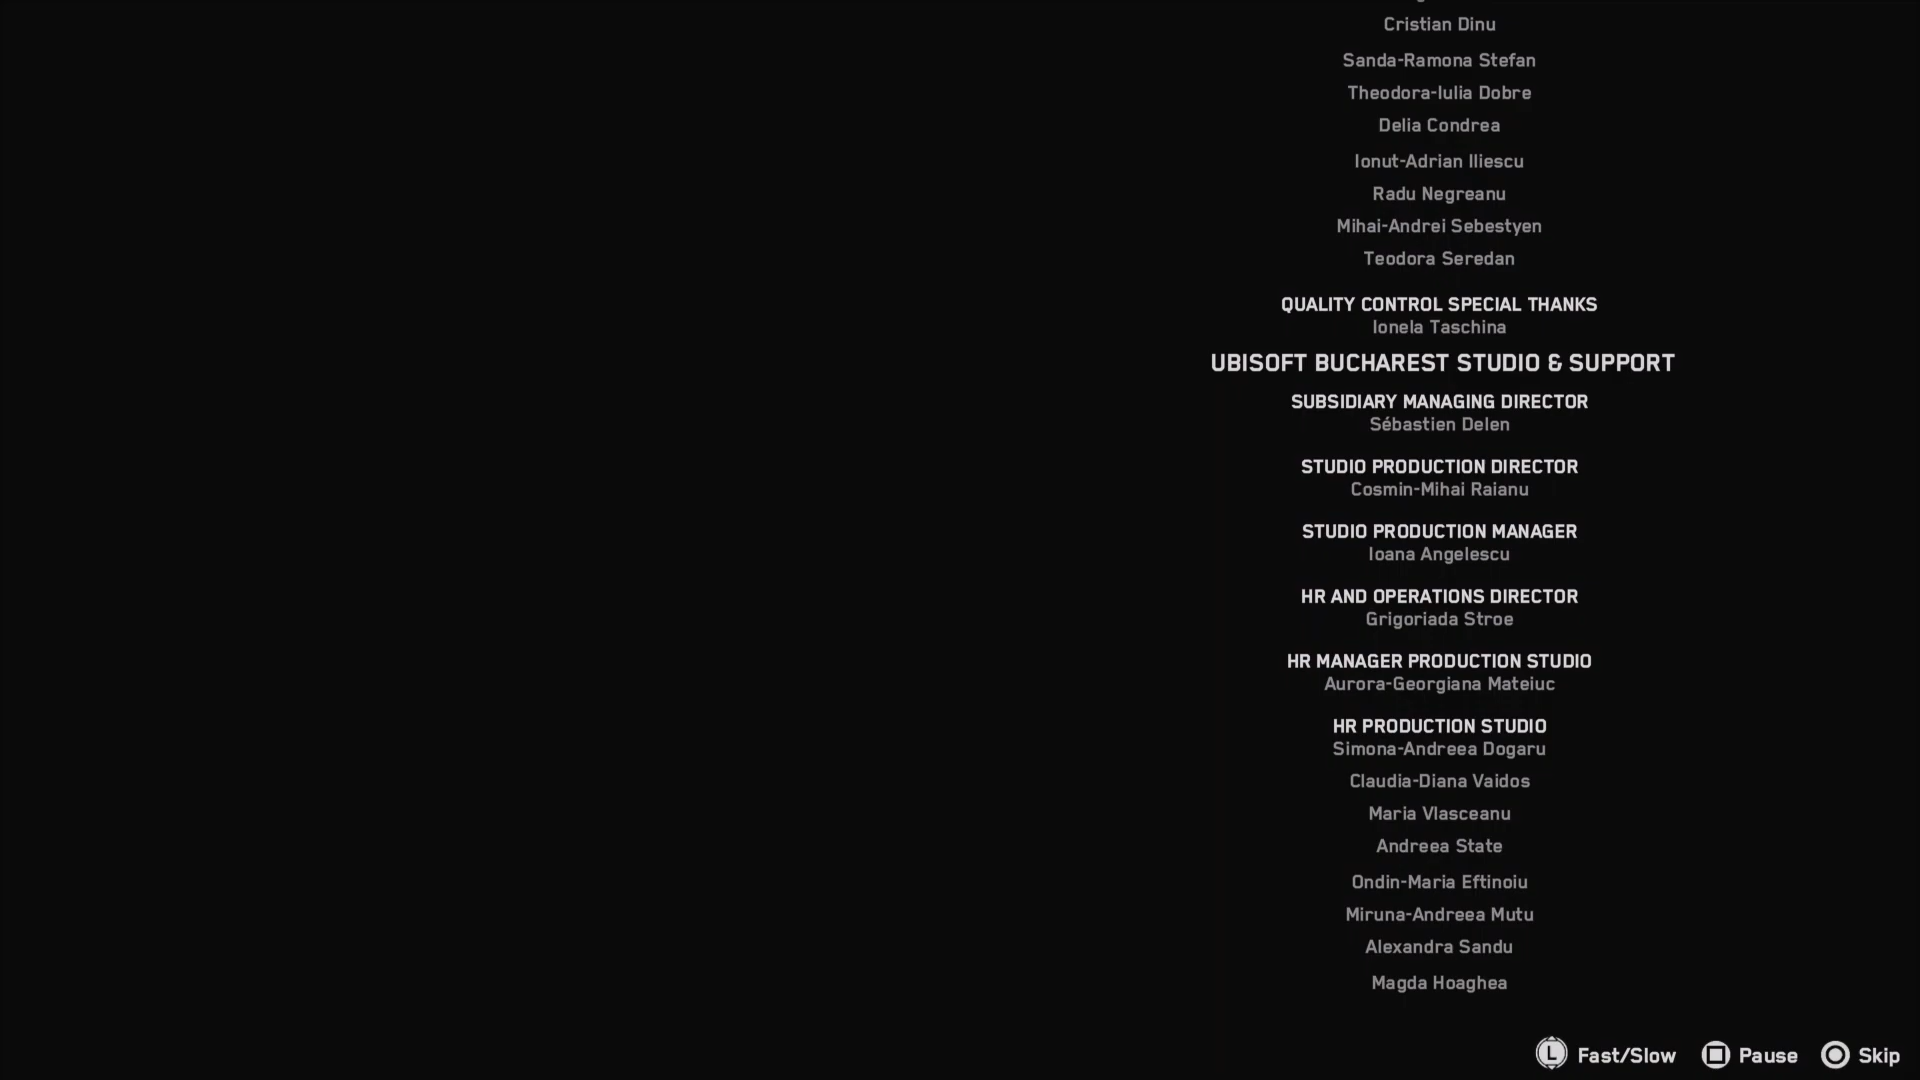 Cristian Dinu
Sanda-Ramona Stefan
Theodora-Iulia Dobre
Delia Condrea
Ionut-Adrian Iliescu
Radu Negreanu
Mihai-Andrei Sebestyen
Teodora Seredan
QUALITY CONTROL SPECIAL THANKS
Ionela Taschina
UBISOFT BUCHAREST STUDIO & SUPPORT
SUBSIDIARY MANAGING DIRECTOR
Sébastien Delen
STUDIO PRODUCTION DIRECTOR
Cosmin-Mihai Raianu
STUDIO PRODUCTION MANAGER
Ioana Angelescu
HR AND OPERATIONS DIRECTOR
Grigoriada Stroe
HR MANAGER PRODUCTION STUDIO
Aurora-Georgiana Mateiuc
HR PRODUCTION STUDIO
Simona-Andreea Dogaru
Claudia-Diana Vaidos
Maria Vlasceanu
Andreea State
Ondin-Maria Eftinoiu
Miruna-Andreea Mutu
Alexandra Sandu
Magda Hoaghea
L Fast/Slow Pause Skip